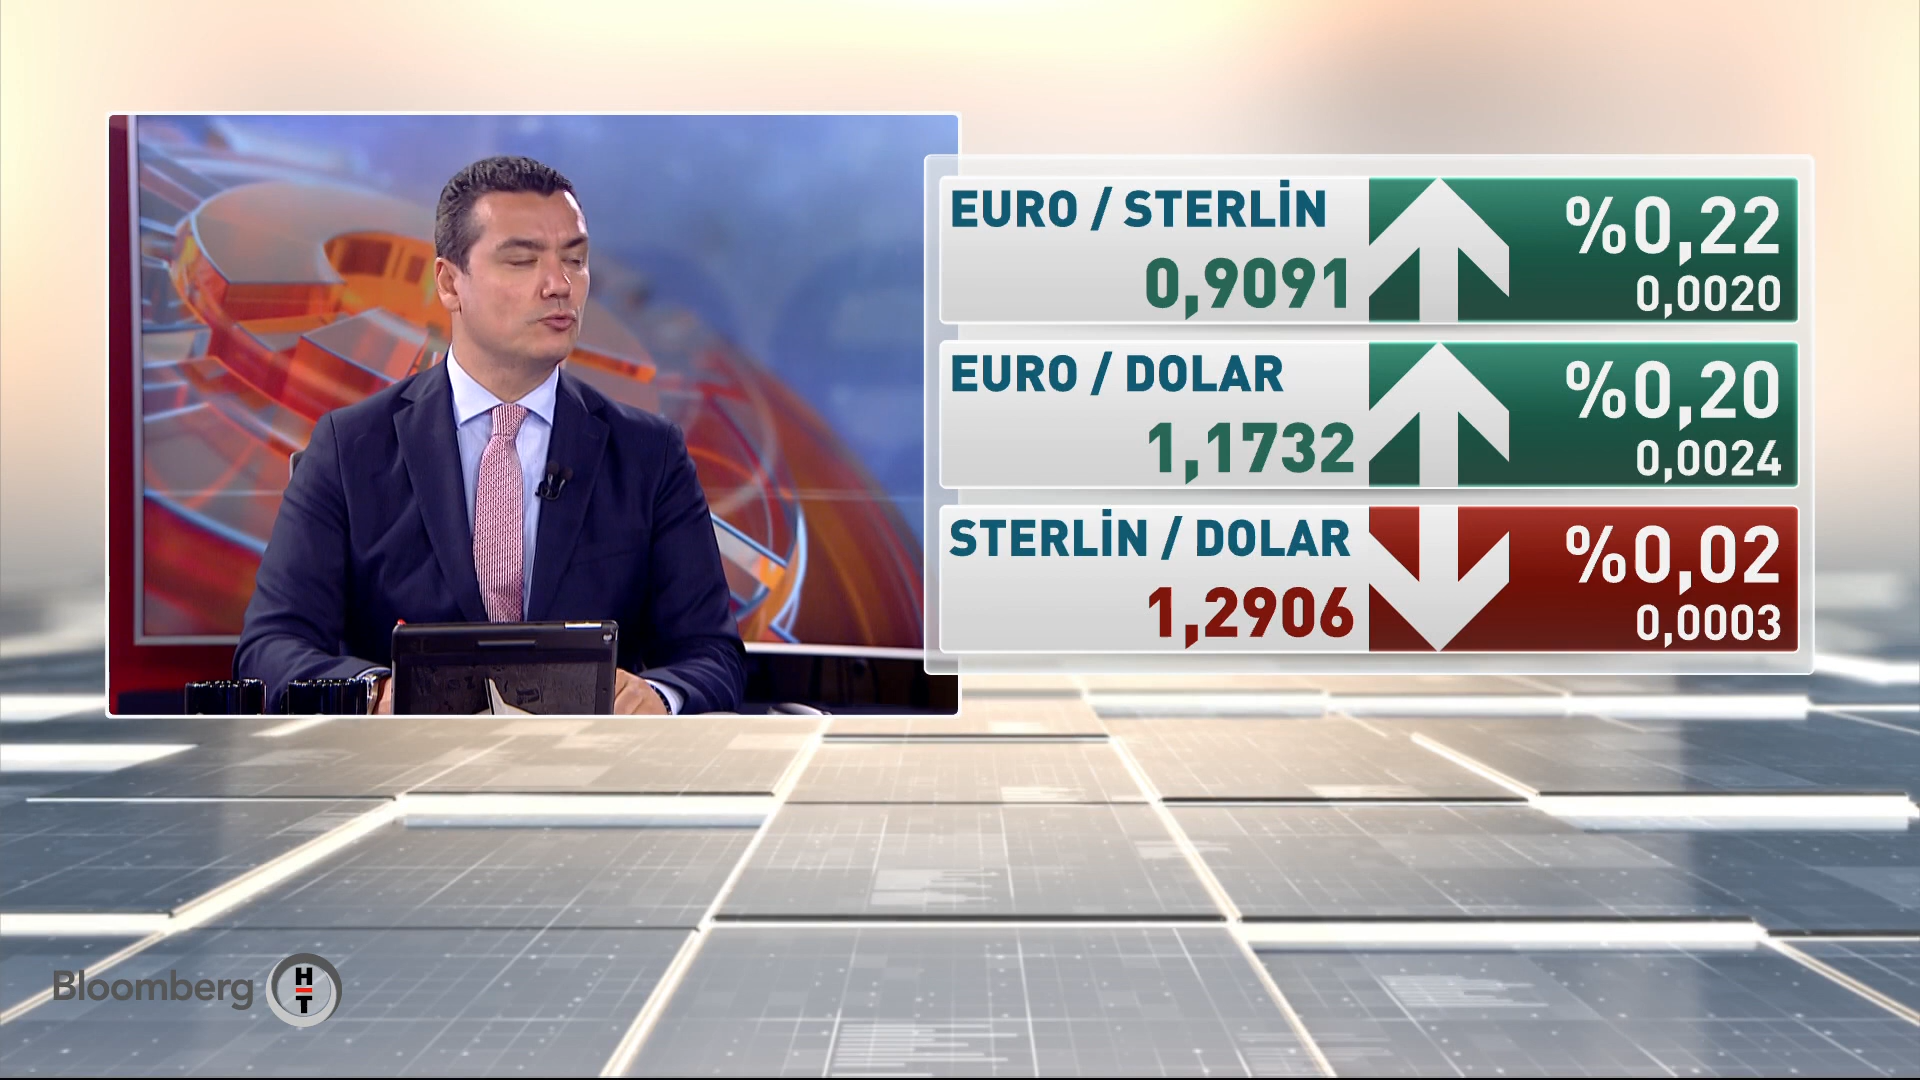 EURO / STERLİN
0,9091
%0,22
0,0020
EURO / DOLAR
1,1732
%0,20
0,0024
STERLİN / DOLAR
1,2906
%0,02
0,0003
Bloomberg HT